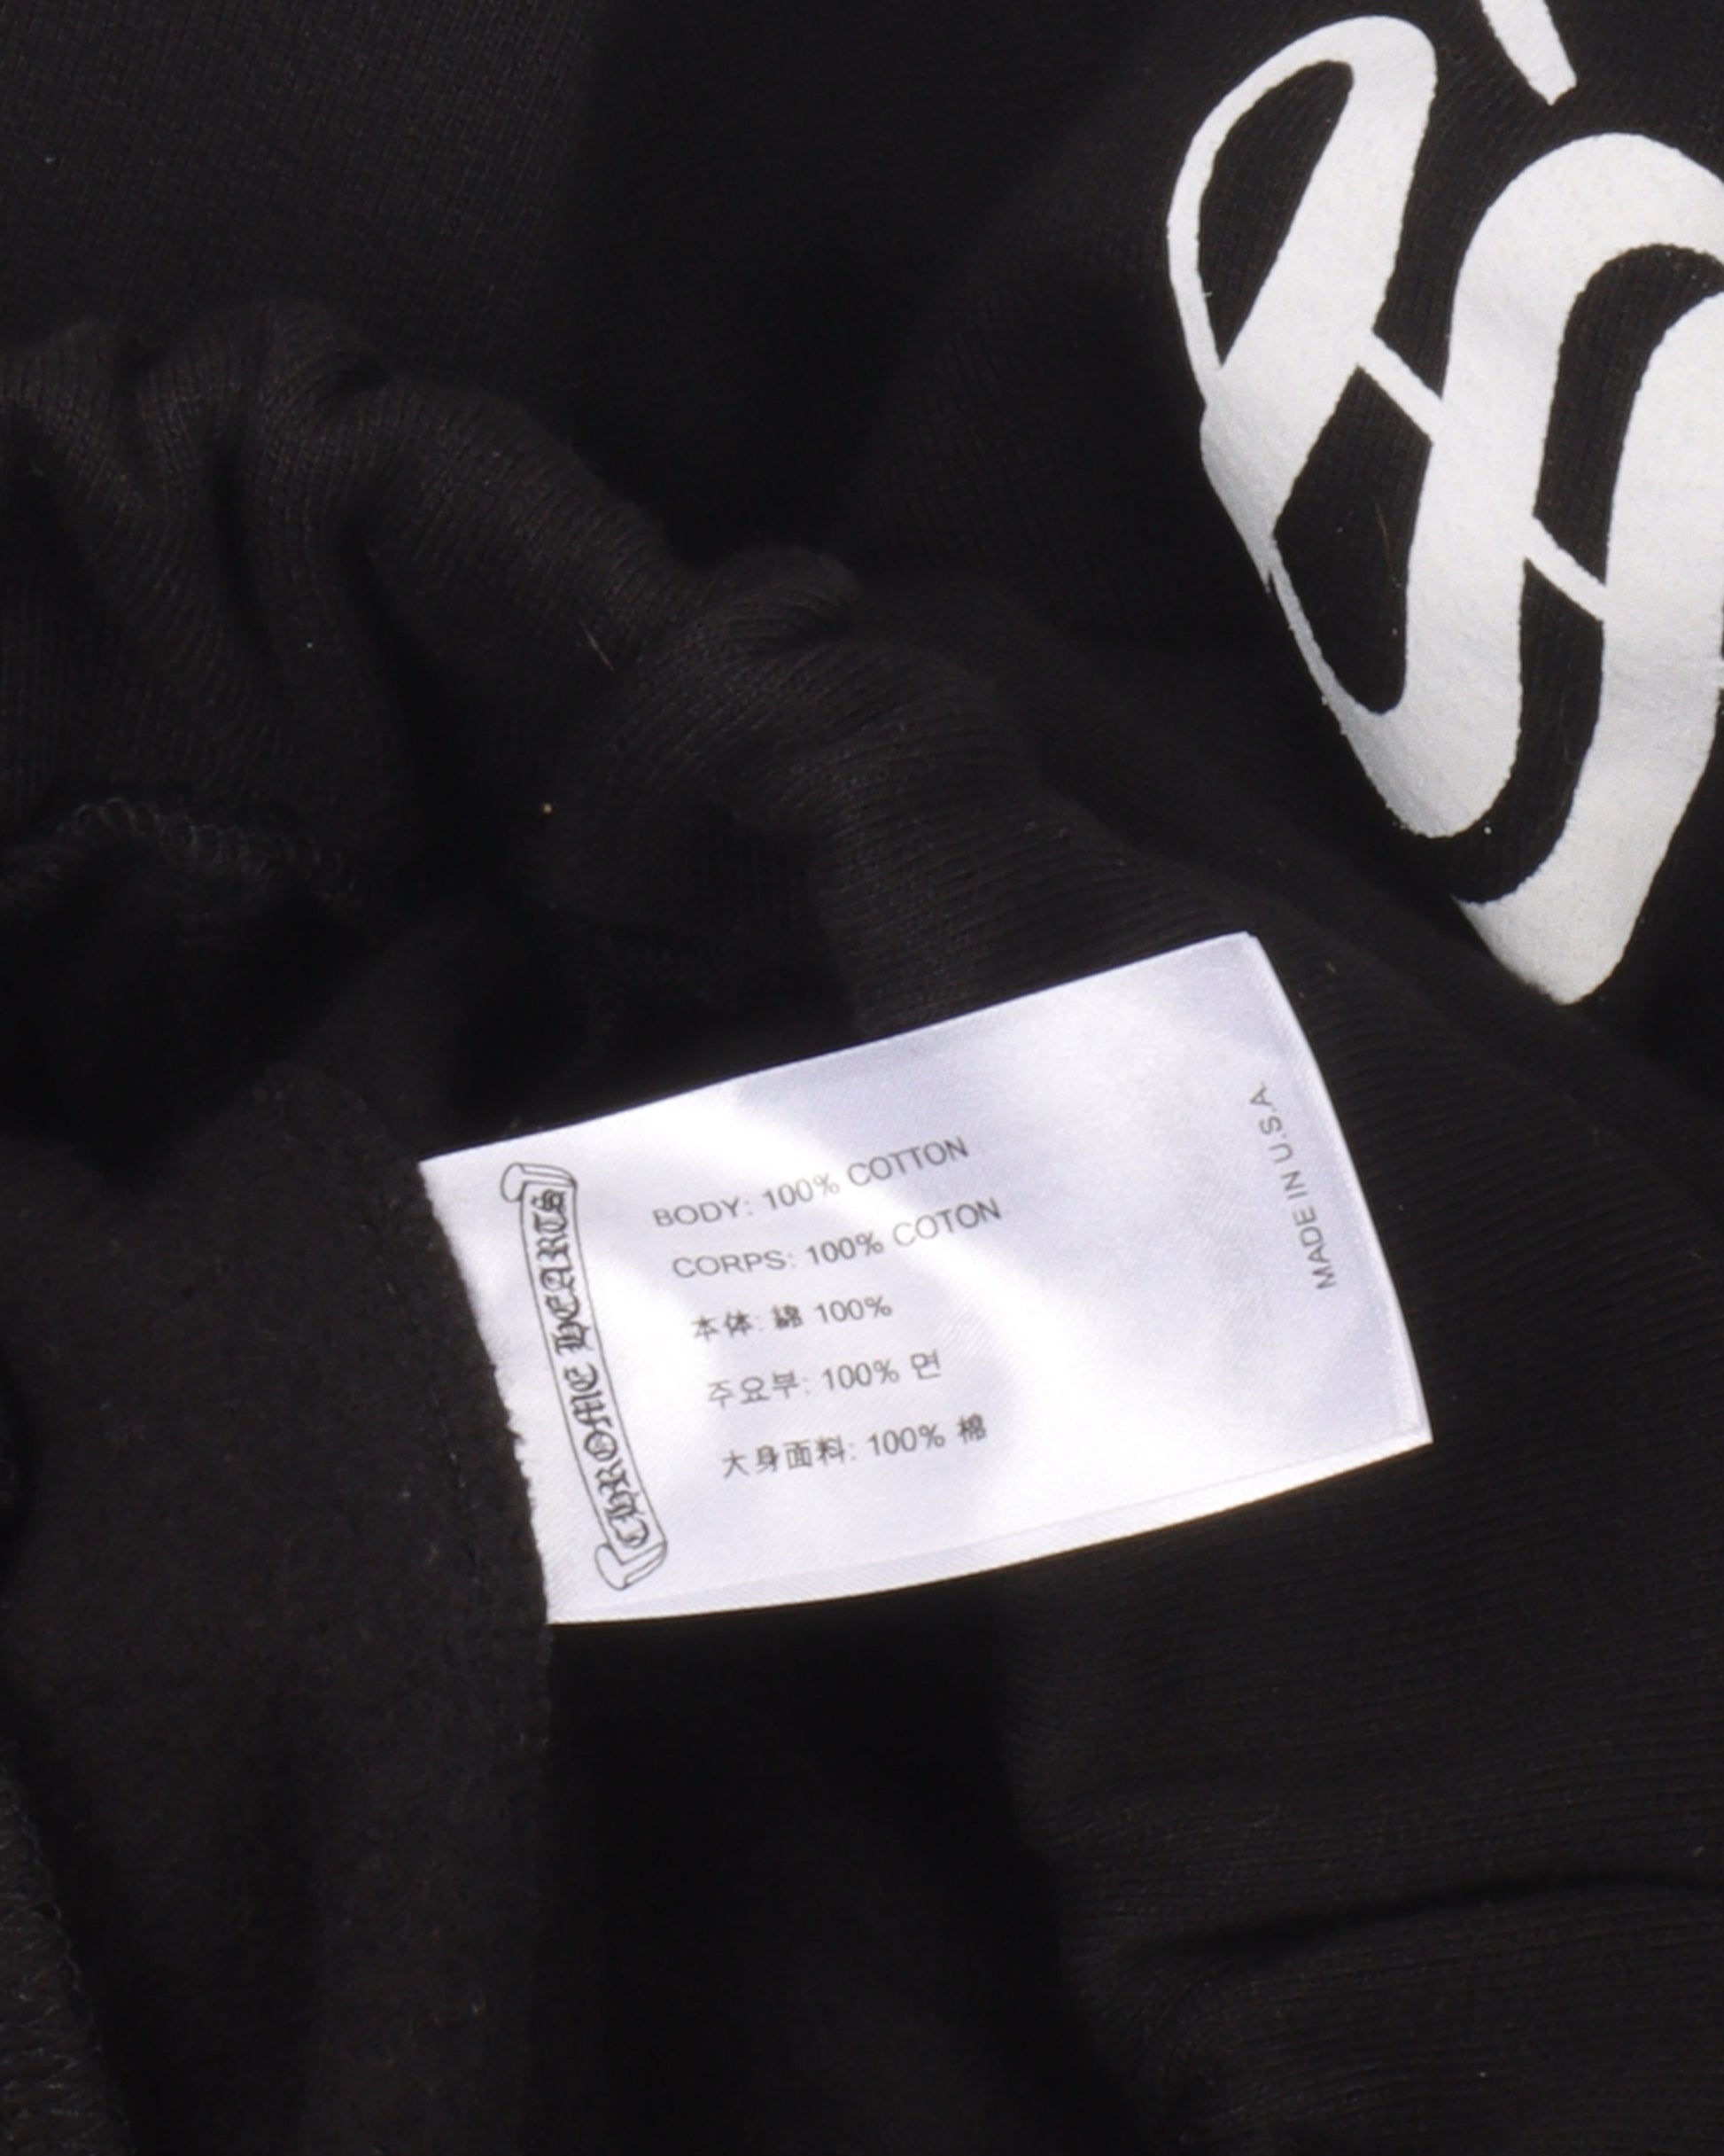 CHROME HEARTS
BODY: 100% COTTON
CORPS: 100% COTON
本体: 綿 100%
주요부: 100% 면
大身面料: 100% 棉
MADE IN U.S.A